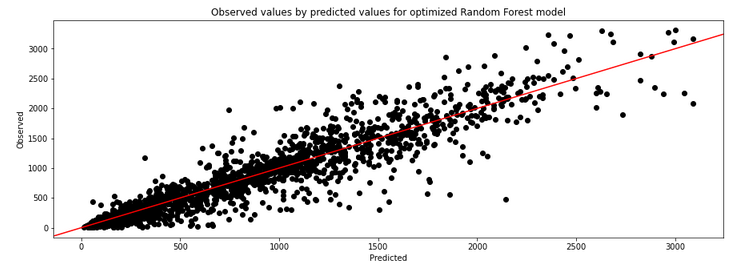 Observed values by predicted values for optimized Random Forest model
3000
2500
2000
1500
1000
500
0
Observed
0 500 1000 1500 2000 2500 3000
Predicted